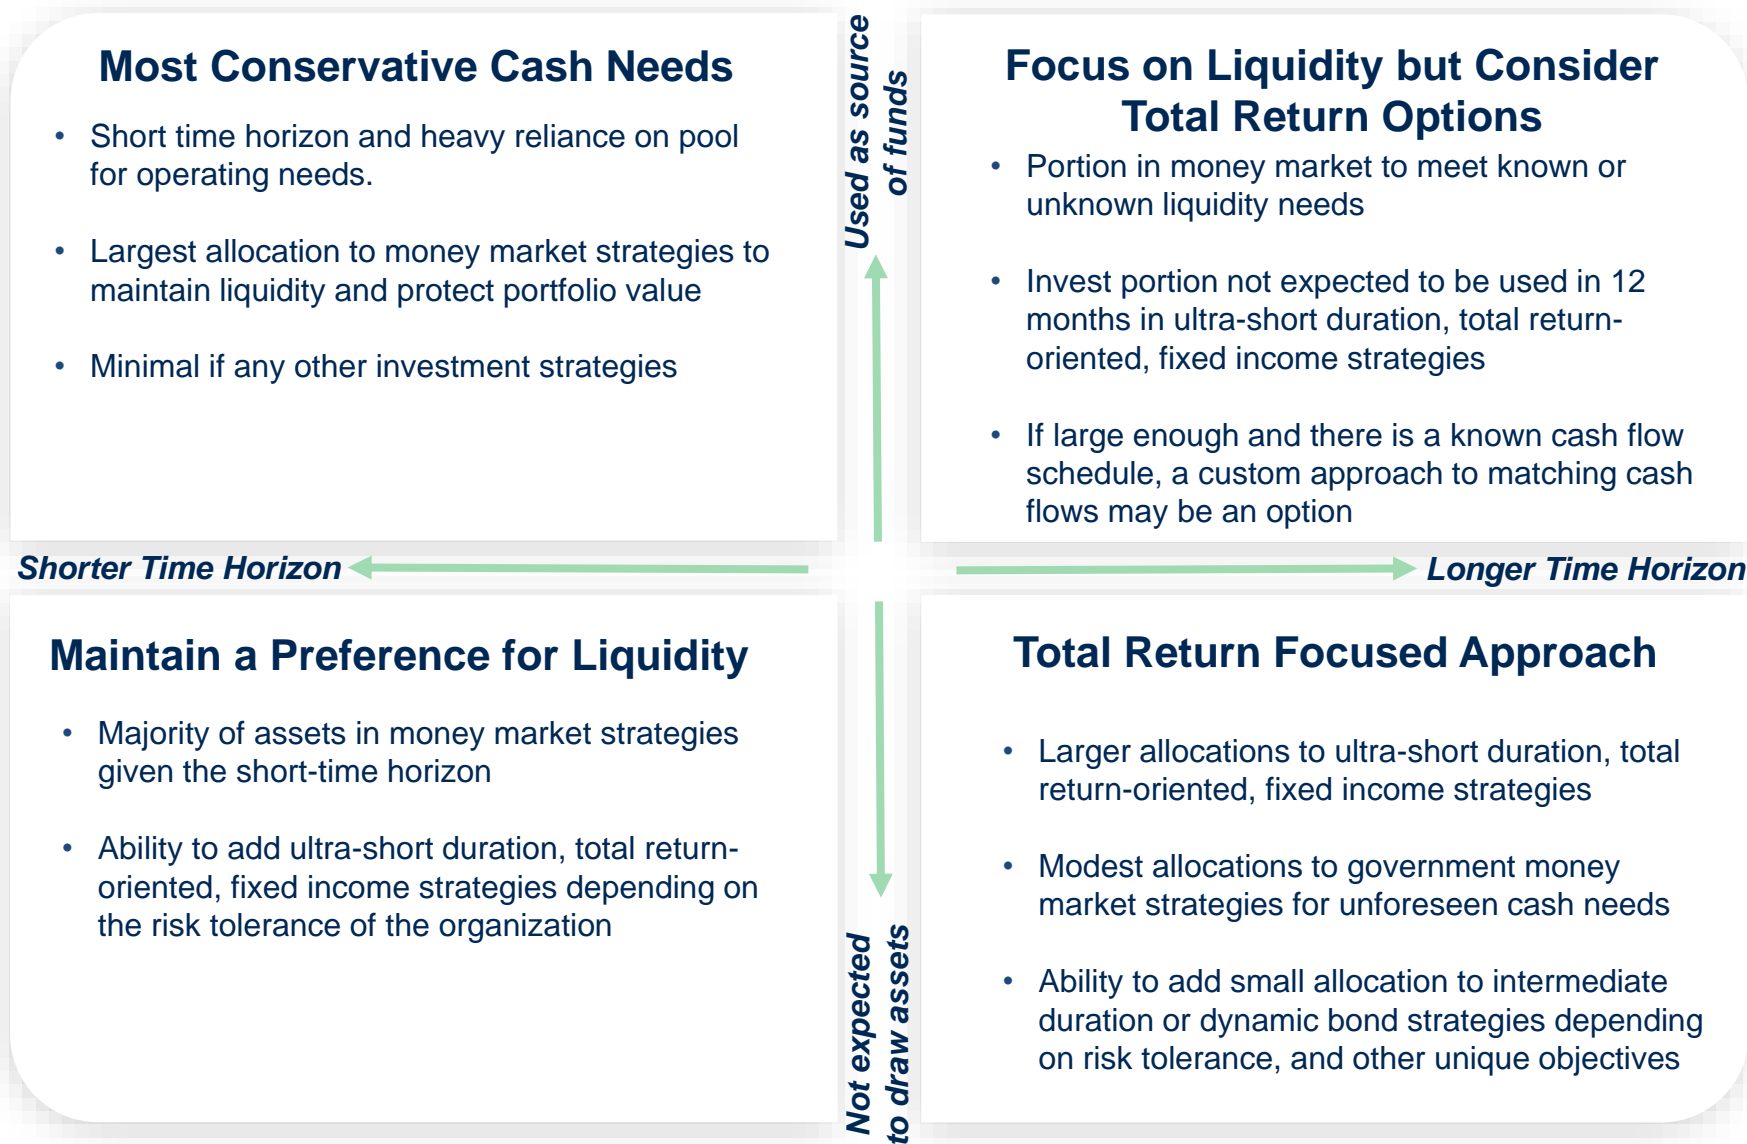 Most Conservative Cash Needs
• Short time horizon and heavy reliance on pool
for operating needs.
• Largest allocation to money market strategies to
maintain liquidity and protect portfolio value
• Minimal if any other investment strategies
Used as source
of funds
Focus on Liquidity but Consider
Total Return Options
• Portion in money market to meet known or
unknown liquidity needs
• Invest portion not expected to be used in 12
months in ultra-short duration, total return-
oriented, fixed income strategies
• If large enough and there is a known cash flow
schedule, a custom approach to matching cash
flows may be an option
Shorter Time Horizon
Longer Time Horizon
Maintain a Preference for Liquidity
• Majority of assets in money market strategies
given the short-time horizon
• Ability to add ultra-short duration, total return-
oriented, fixed income strategies depending on
the risk tolerance of the organization
Not expected
to draw assets
Total Return Focused Approach
• Larger allocations to ultra-short duration, total
return-oriented, fixed income strategies
• Modest allocations to government money
market strategies for unforeseen cash needs
• Ability to add small allocation to intermediate
duration or dynamic bond strategies depending
on risk tolerance, and other unique objectives